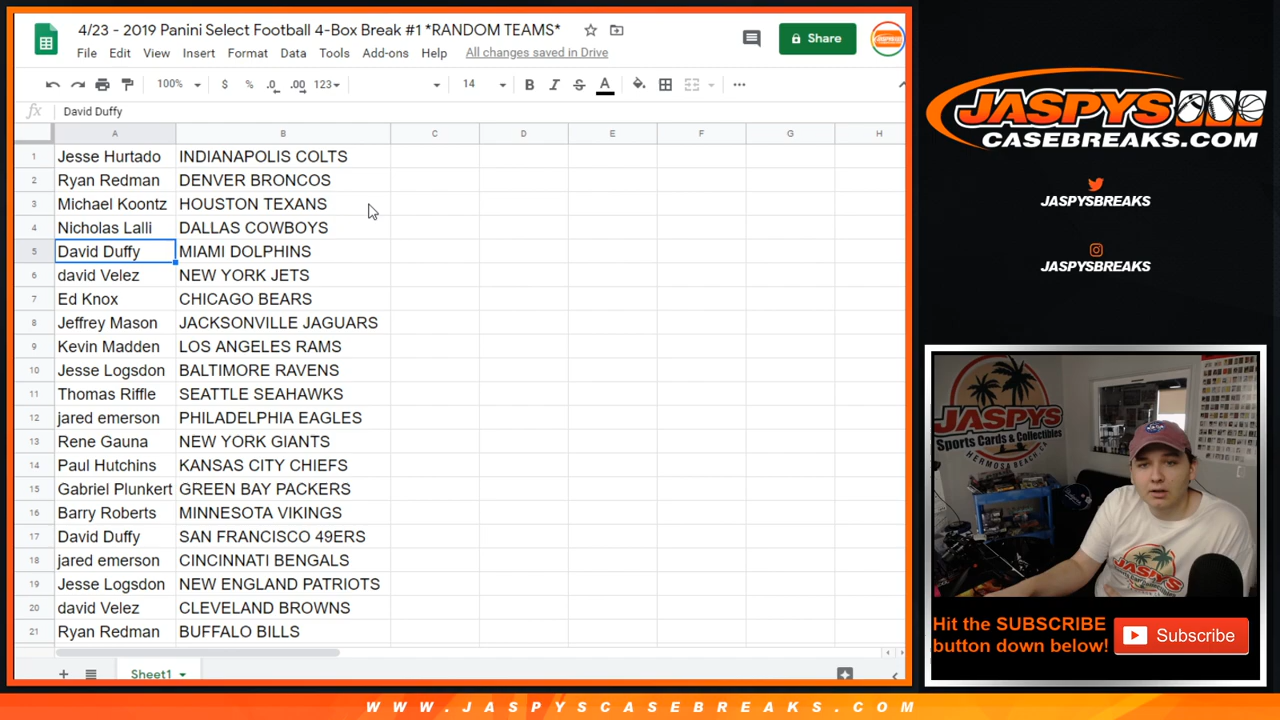 4/23 - 2019 Panini Select Football 4-Box Break #1 *RANDOM TEAMS*
File Edit View Insert Format Data Tools Add-ons Help All changes saved in Drive
Share
100% $ % .0 .00 123 14 B I S A
fx David Duffy
A B C D E F G H
1 Jesse Hurtado INDIANAPOLIS COLTS
2 Ryan Redman DENVER BRONCOS
3 Michael Koontz HOUSTON TEXANS
4 Nicholas Lalli DALLAS COWBOYS
5 David Duffy MIAMI DOLPHINS
6 david Velez NEW YORK JETS
7 Ed Knox CHICAGO BEARS
8 Jeffrey Mason JACKSONVILLE JAGUARS
9 Kevin Madden LOS ANGELES RAMS
10 Jesse Logsdon BALTIMORE RAVENS
11 Thomas Riffle SEATTLE SEAHAWKS
12 jared emerson PHILADELPHIA EAGLES
13 Rene Gauna NEW YORK GIANTS
14 Paul Hutchins KANSAS CITY CHIEFS
15 Gabriel Plunkert GREEN BAY PACKERS
16 Barry Roberts MINNESOTA VIKINGS
17 David Duffy SAN FRANCISCO 49ERS
18 jared emerson CINCINNATI BENGALS
19 Jesse Logsdon NEW ENGLAND PATRIOTS
20 david Velez CLEVELAND BROWNS
21 Ryan Redman BUFFALO BILLS
Sheet1
JASPYS
CASEBREAKS.COM
JASPYSBREAKS
JASPYSBREAKS
JASPYS
Sports Cards & Collectibles
HERMOSA BEACH CA
JASPYS
Hit the SUBSCRIBE
button down below!
Subscribe
WWW.JASPYSCASEBREAKS.COM